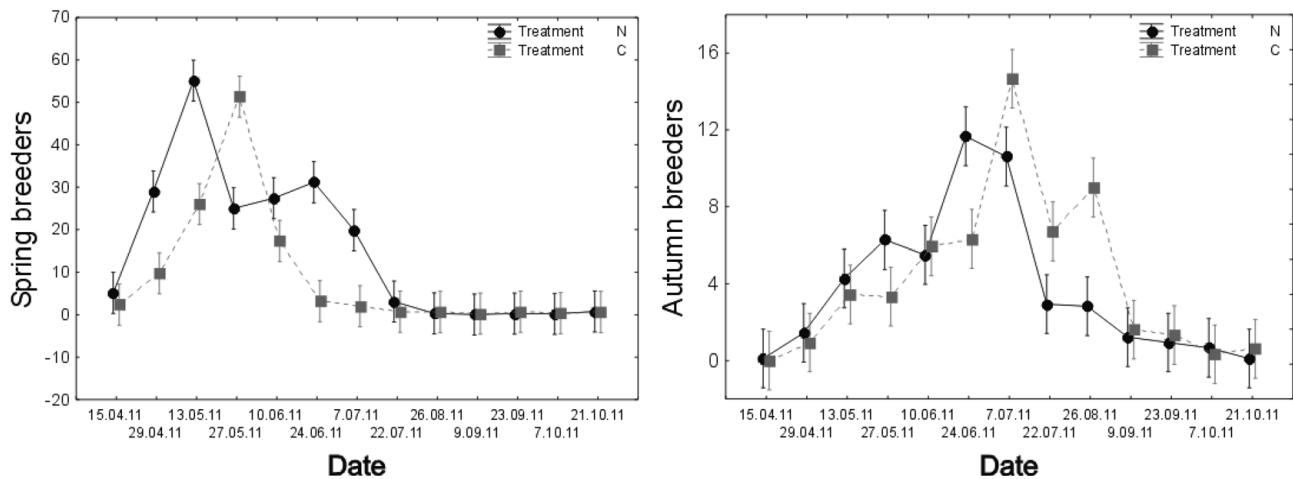 Spring breeders
70
60
50
40
30
20
10
0
-10
-20
Treatment N
Treatment C
15.04.11 13.05.11 10.06.11 7.07.11 26.08.11 23.09.11 21.10.11
29.04.11 27.05.11 24.06.11 22.07.11 9.09.11 7.10.11
Date
Autumn breeders
16
12
8
4
0
Treatment N
Treatment C
15.04.11 13.05.11 10.06.11 7.07.11 26.08.11 23.09.11 21.10.11
29.04.11 27.05.11 24.06.11 22.07.11 9.09.11 7.10.11
Date